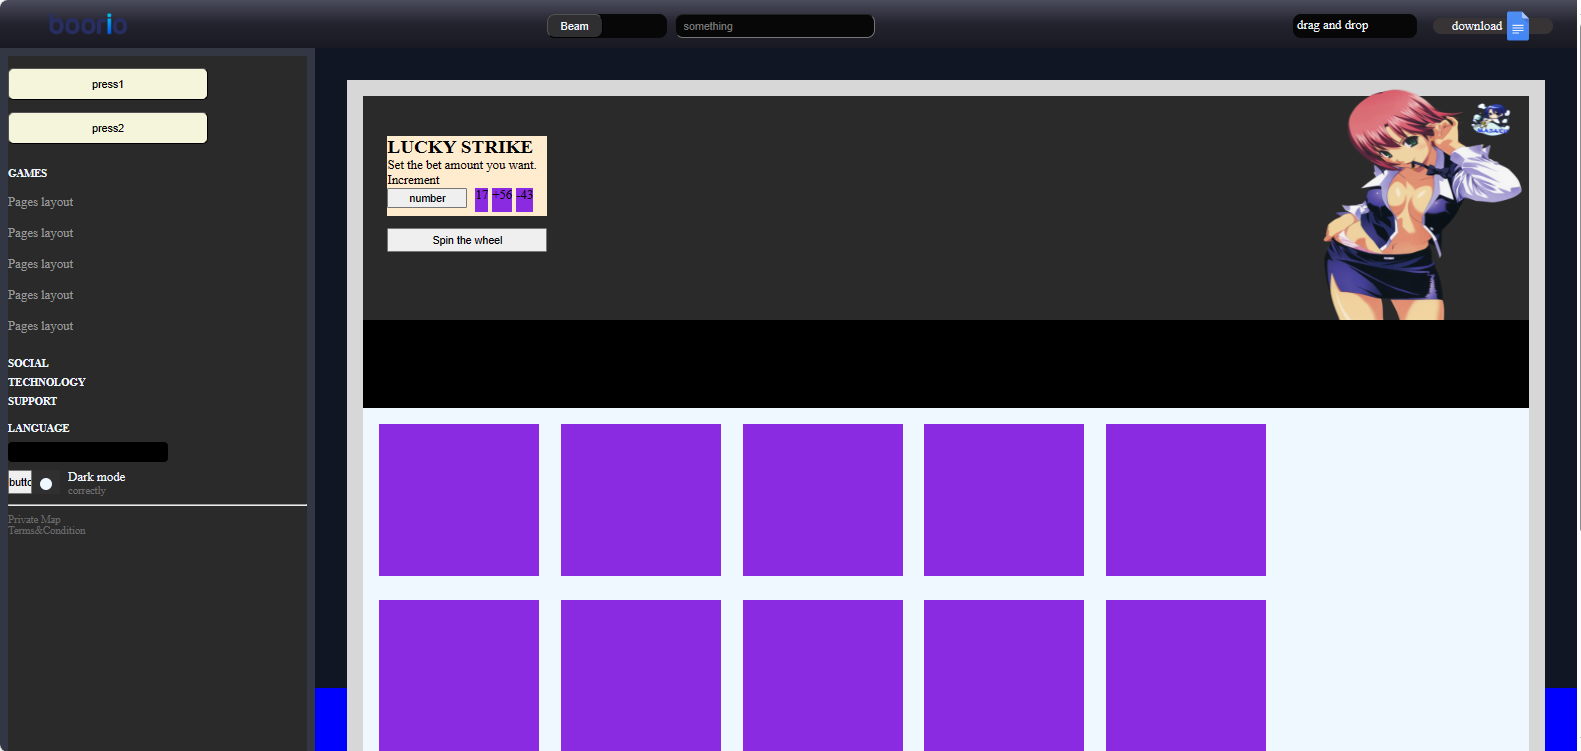 boorio
Beam
something
drag and drop
download
press1
press2
GAMES
Pages layout
Pages layout
Pages layout
Pages layout
Pages layout
SOCIAL
TECHNOLOGY
SUPPORT
LANGUAGE
butto
Dark mode
correctly
Private Map
Terms&Condition
LUCKY STRIKE
Set the bet amount you want.
Increment
number
17 +56 -43
Spin the wheel